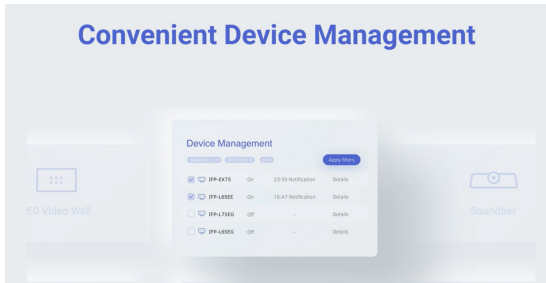 Convenient Device Management
Device Management
Apply Filters
IFP-EX75 On 23:59 Notification Details
IFP-L65EE On 16:47 Notification Details
IFP-L75EG Off - Details
IFP-L65EG Off - Details
ED Video Wall
Soundbar